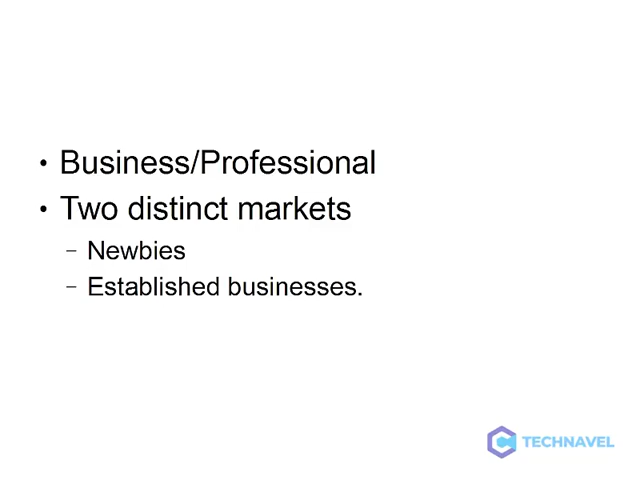 • Business/Professional
• Two distinct markets
– Newbies
– Established businesses.
TECHNAVEL